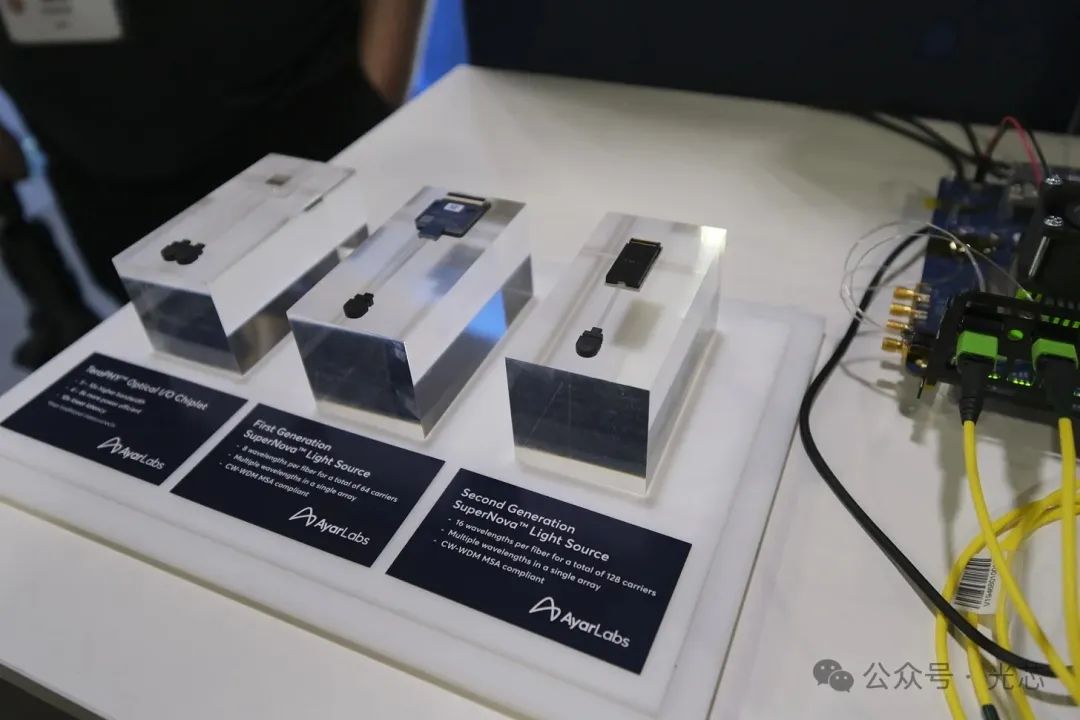 TeraPHY™ Optical I/O Chiplet
- 5 - 10x higher bandwidth
- 4 - 8x more power efficient
- 10x lower latency
AyarLabs
First Generation
SuperNova™ Light Source
- 8 wavelengths per fiber for a total of 64 carriers
- Multiple wavelengths in a single array
- CW-WDM MSA compliant
AyarLabs
Second Generation
SuperNova™ Light Source
- 16 wavelengths per fiber for a total of 128 carriers
- Multiple wavelengths in a single array
- CW-WDM MSA compliant
AyarLabs
公众号 · 光芯